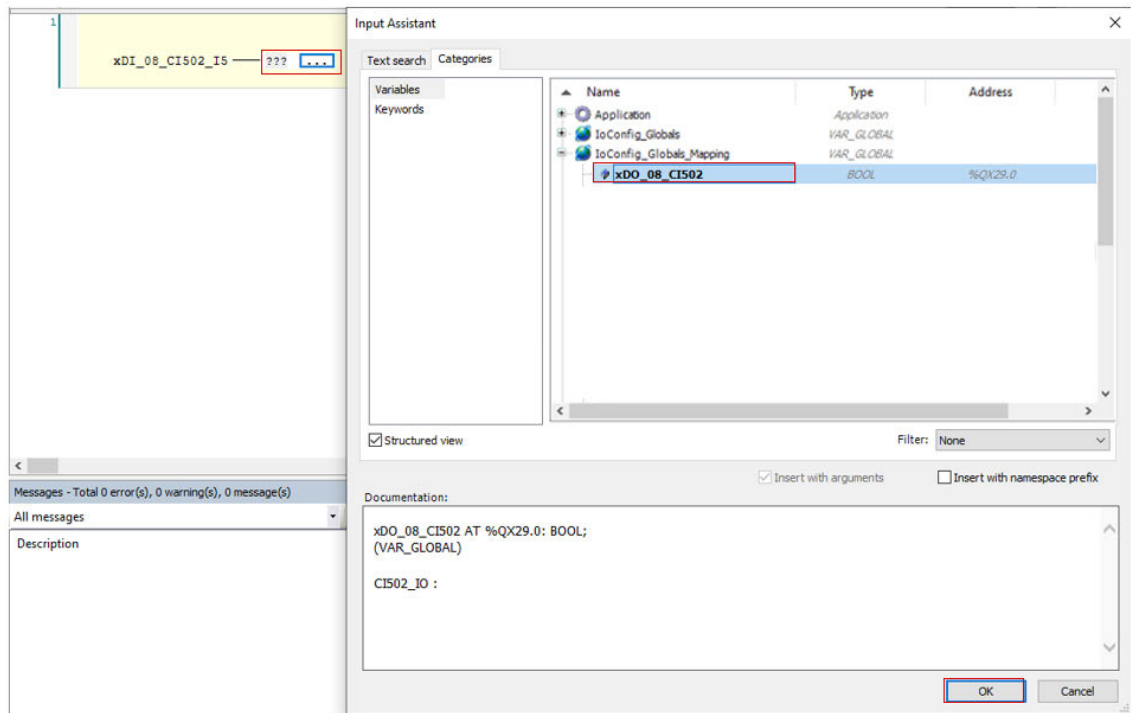 1
xDI_08_CI502_I5 ??? ...
Messages - Total 0 error(s), 0 warning(s), 0 message(s)
All messages
Description
Input Assistant
Text search Categories
Variables
Keywords
Name Type Address
Application Application
IoConfig_Globals VAR_GLOBAL
IoConfig_Globals_Mapping VAR_GLOBAL
xDO_08_CI502 BOOL %QX29.0
Structured view
Filter: None
Insert with arguments Insert with namespace prefix
Documentation:
xDO_08_CI502 AT %QX29.0: BOOL;
(VAR_GLOBAL)
CI502_IO :
OK Cancel